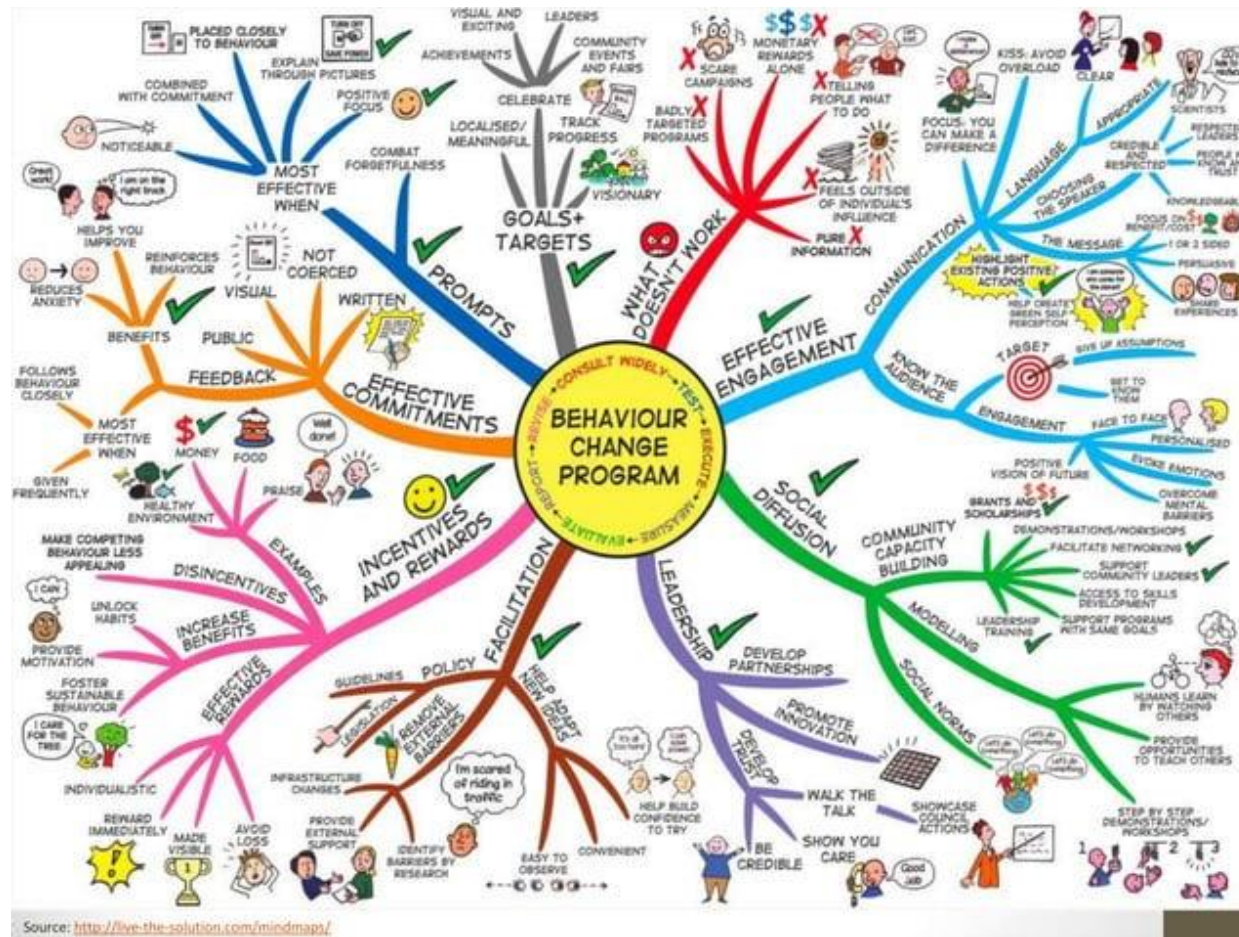 BEHAVIOUR
CHANGE
PROGRAM
CONSULT WIDELY
TEST
EXECUTE
MEASURE
EVALUATE
REPORT
REVISE
PROMPTS
MOST
EFFECTIVE
WHEN
PLACED CLOSELY
TO BEHAVIOUR
TURN OFF
SAVE POWER
EXPLAIN
THROUGH PICTURES
COMBINED
WITH COMMITMENT
POSITIVE
FOCUS
NOTICEABLE
COMBAT
FORGETFULNESS
GOALS+
TARGETS
VISUAL AND
EXCITING
LEADERS
ACHIEVEMENTS
COMMUNITY
EVENTS
AND FAIRS
CELEBRATE
LOCALISED/
MEANINGFUL
TRACK
PROGRESS
VISIONARY
WHAT
DOESN'T WORK
SCARE
CAMPAIGNS
$$$
MONETARY
REWARDS
ALONE
BADLY
TARGETED
PROGRAMS
TELLING
PEOPLE WHAT
TO DO
FEELS OUTSIDE
OF INDIVIDUAL'S
INFLUENCE
PURE
INFORMATION
EFFECTIVE
ENGAGEMENT
COMMUNICATION
KISS: AVOID
OVERLOAD
FOCUS: YOU
CAN MAKE A
DIFFERENCE
LANGUAGE
CLEAR
APPROPRIATE
CHOOSING
THE SPEAKER
SCIENTISTS
CREDIBLE
AND
RESPECTED
RESPECTED
LEADERS
PEOPLE
KNOW AND
TRUST
KNOWLEDGEABLE
THE MESSAGE
FOCUS ON
BENEFIT/COST
1 OR 2 SIDED
PERSUASIVE
SHARE
EXPERIENCES
HIGHLIGHT
EXISTING POSITIVE
ACTIONS
HELP CREATE
GREEN SELF
PERCEPTION
KNOW THE
AUDIENCE
TARGET
GIVE UP ASSUMPTIONS
GET TO
KNOW
THEM
ENGAGEMENT
FACE TO FACE
PERSONALISED
EVOKE EMOTIONS
OVERCOME
MENTAL
BARRIERS
POSITIVE
VISION OF FUTURE
SOCIAL
DIFFUSION
COMMUNITY
CAPACITY
BUILDING
$$$
GRANTS AND
SCHOLARSHIPS
DEMONSTRATIONS/WORKSHOPS
FACILITATE NETWORKING
SUPPORT
COMMUNITY LEADERS
ACCESS TO SKILLS
DEVELOPMENT
SUPPORT PROGRAMS
WITH SAME GOALS
LEADERSHIP
TRAINING
MODELLING
HUMANS LEARN
BY WATCHING
OTHERS
PROVIDE
OPPORTUNITIES
TO TEACH OTHERS
STEP BY STEP
DEMONSTRATIONS/
WORKSHOPS
1 2 3
SOCIAL NORMS
LEADERSHIP
DEVELOP
PARTNERSHIPS
PROMOTE
INNOVATION
DEVELOP
TRUST
WALK THE
TALK
SHOWCASE
COUNCIL
ACTIONS
SHOW YOU
CARE
Good
Job
BE
CREDIBLE
FACILITATION
POLICY
GUIDELINES
LEGISLATION
REMOVE
EXTERNAL
BARRIERS
INFRASTRUCTURE
CHANGES
PROVIDE
EXTERNAL
SUPPORT
IDENTIFY
BARRIERS BY
RESEARCH
I'm scared
of riding in
traffic
HELP ADAPT
NEW IDEAS
HELP BUILD
CONFIDENCE
TO TRY
CONVENIENT
EASY TO
OBSERVE
INCENTIVES
AND REWARDS
EXAMPLES
$
MONEY
FOOD
PRAISE
Well
done!
HEALTHY
ENVIRONMENT
DISINCENTIVES
MAKE COMPETING
BEHAVIOUR LESS
APPEALING
INCREASE
BENEFITS
I CAN
UNLOCK
HABITS
PROVIDE
MOTIVATION
FOSTER
SUSTAINABLE
BEHAVIOUR
EFFECTIVE
REWARDS
I CARE
FOR THE
TREE
INDIVIDUALISTIC
REWARD
IMMEDIATELY
!
MADE
VISIBLE
1
AVOID
LOSS
EFFECTIVE
COMMITMENTS
VISUAL
NOT
COERCED
WRITTEN
PUBLIC
FEEDBACK
BENEFITS
Great
work!
I am on the
right track
HELPS YOU
IMPROVE
REINFORCES
BEHAVIOUR
REDUCES
ANXIETY
MOST
EFFECTIVE
WHEN
FOLLOWS
BEHAVIOUR
CLOSELY
GIVEN
FREQUENTLY
Source: http://live-the-solution.com/mindmaps/